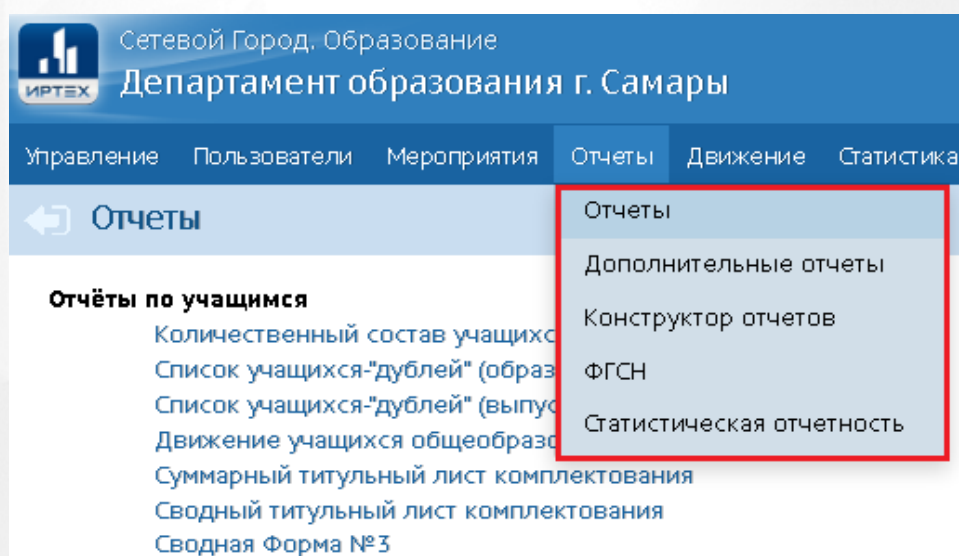 Сетевой Город. Образование
ИРТЕХ
Департамент образования г. Самары
Управление Пользователи Мероприятия Отчеты Движение Статистика
Отчеты
Отчеты
Дополнительные отчеты
Конструктор отчетов
ФГСН
Статистическая отчетность
Отчёты по учащимся
Количественный состав учащихс
Список учащихся-"дублей" (образ
Список учащихся-"дублей" (выпус
Движение учащихся общеобразо
Суммарный титульный лист комплектования
Сводный титульный лист комплектования
Сводная Форма №3